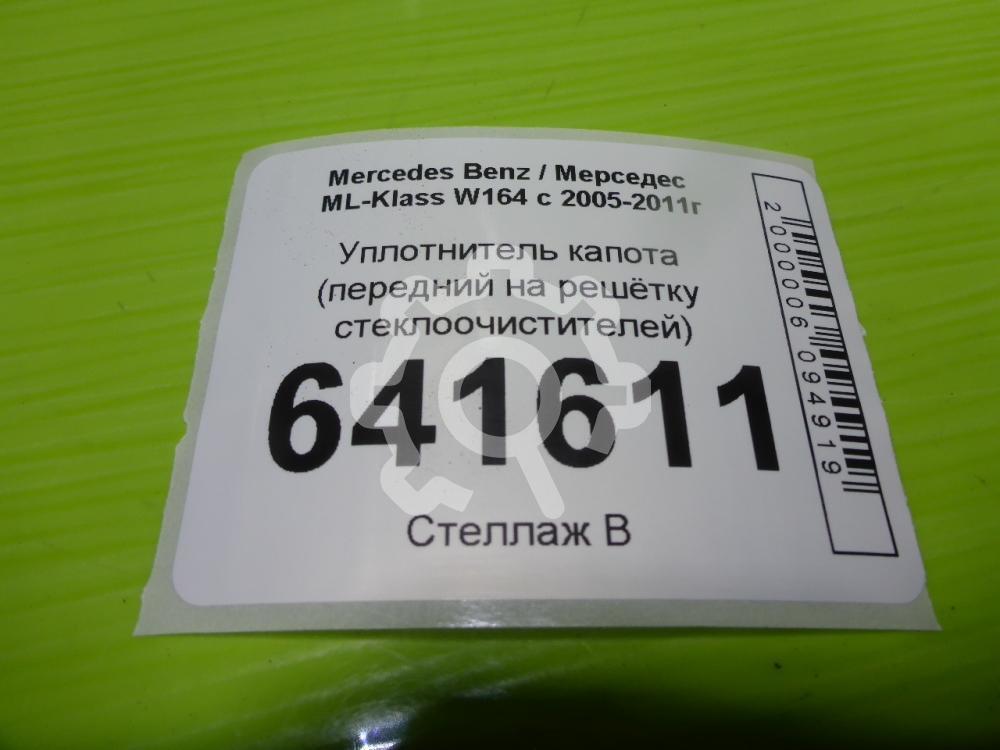 Mercedes Benz / Мерседес
ML-Klass W164 с 2005-2011г
Уплотнитель капота
(передний на решётку
стеклоочистителей)
641611
Стеллаж В
2000006094919